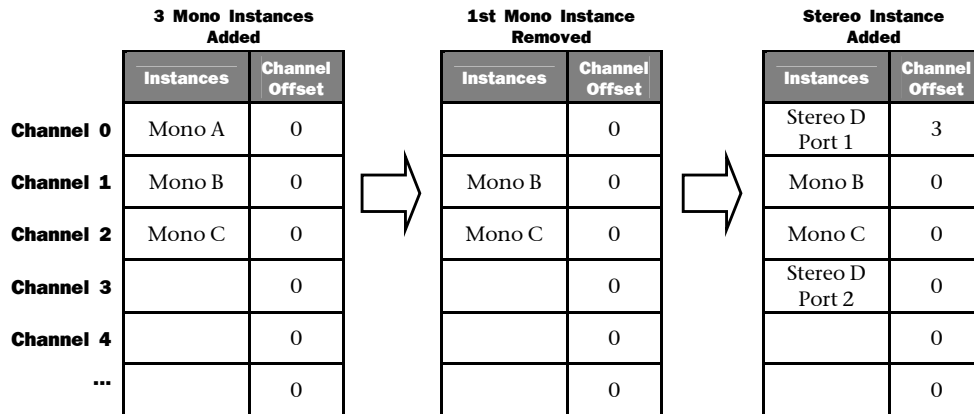 3 Mono Instances
Added
1st Mono Instance
Removed
Stereo Instance
Added
Instances Channel
Offset
Instances Channel
Offset
Instances Channel
Offset
Channel 0 Mono A 0 0 Stereo D
Port 1 3
Channel 1 Mono B 0 Mono B 0 Mono B 0
Channel 2 Mono C 0 Mono C 0 Mono C 0
Channel 3 0 0 Stereo D
Port 2 0
Channel 4 0 0 0
... 0 0 0